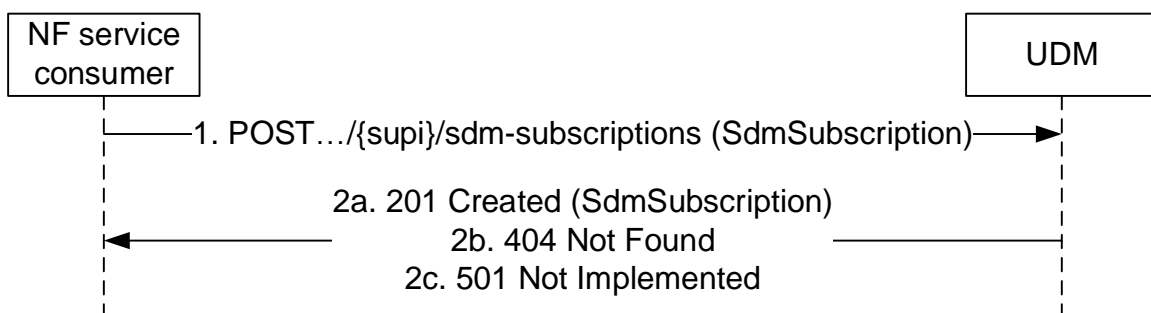 NF service
consumer
UDM
1. POST…/{supi}/sdm-subscriptions (SdmSubscription)
2a. 201 Created (SdmSubscription)
2b. 404 Not Found
2c. 501 Not Implemented